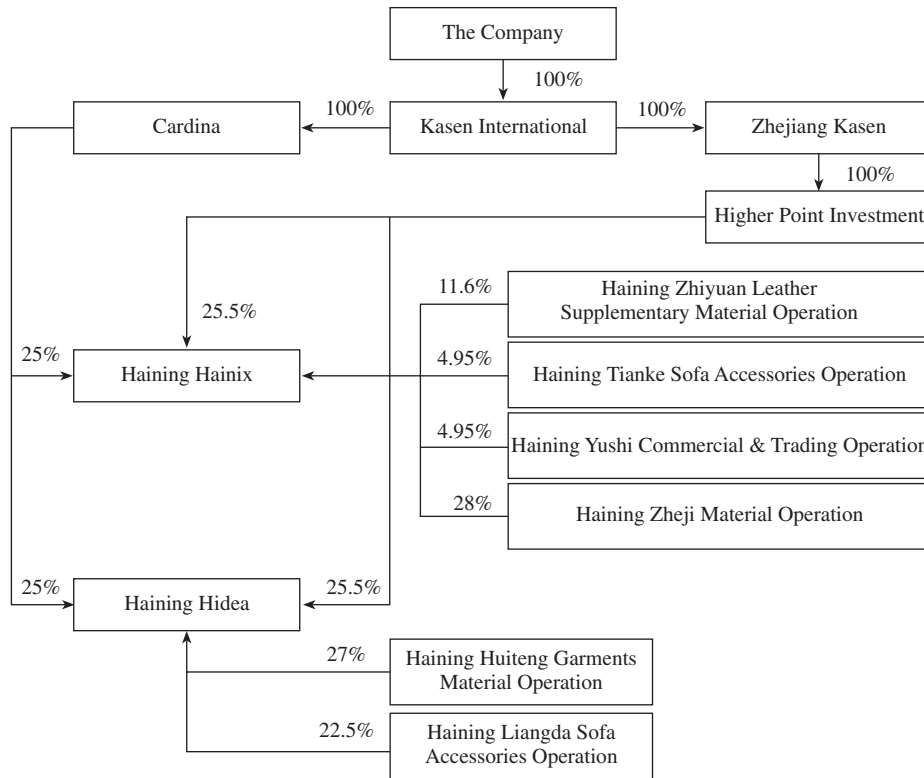 The Company
100%
Cardina
100%
Kasen International
100%
Zhejiang Kasen
100%
Higher Point Investment
25.5%
11.6%
Haining Zhiyuan Leather
Supplementary Material Operation
25%
Haining Hainix
4.95%
Haining Tianke Sofa Accessories Operation
4.95%
Haining Yushi Commercial & Trading Operation
28%
Haining Zheji Material Operation
25%
Haining Hidea
25.5%
27%
Haining Huiteng Garments
Material Operation
22.5%
Haining Liangda Sofa
Accessories Operation